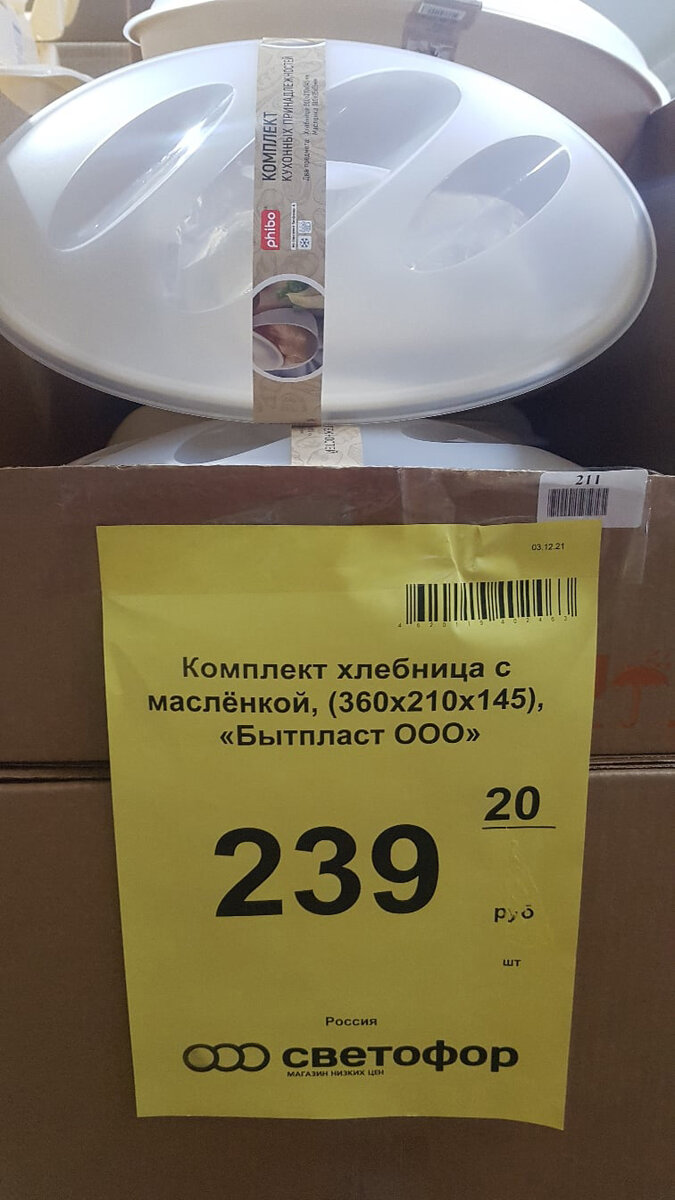 КОМПЛЕКТ
КУХОННЫХ ПРИНАДЛЕЖНОСТЕЙ
phibo
211
03.12.21
Комплект хлебница с
маслёнкой, (360х210х145),
«Бытпласт ООО»
20
239
руб
шт
Россия
светофор
МАГАЗИН НИЗКИХ ЦЕН